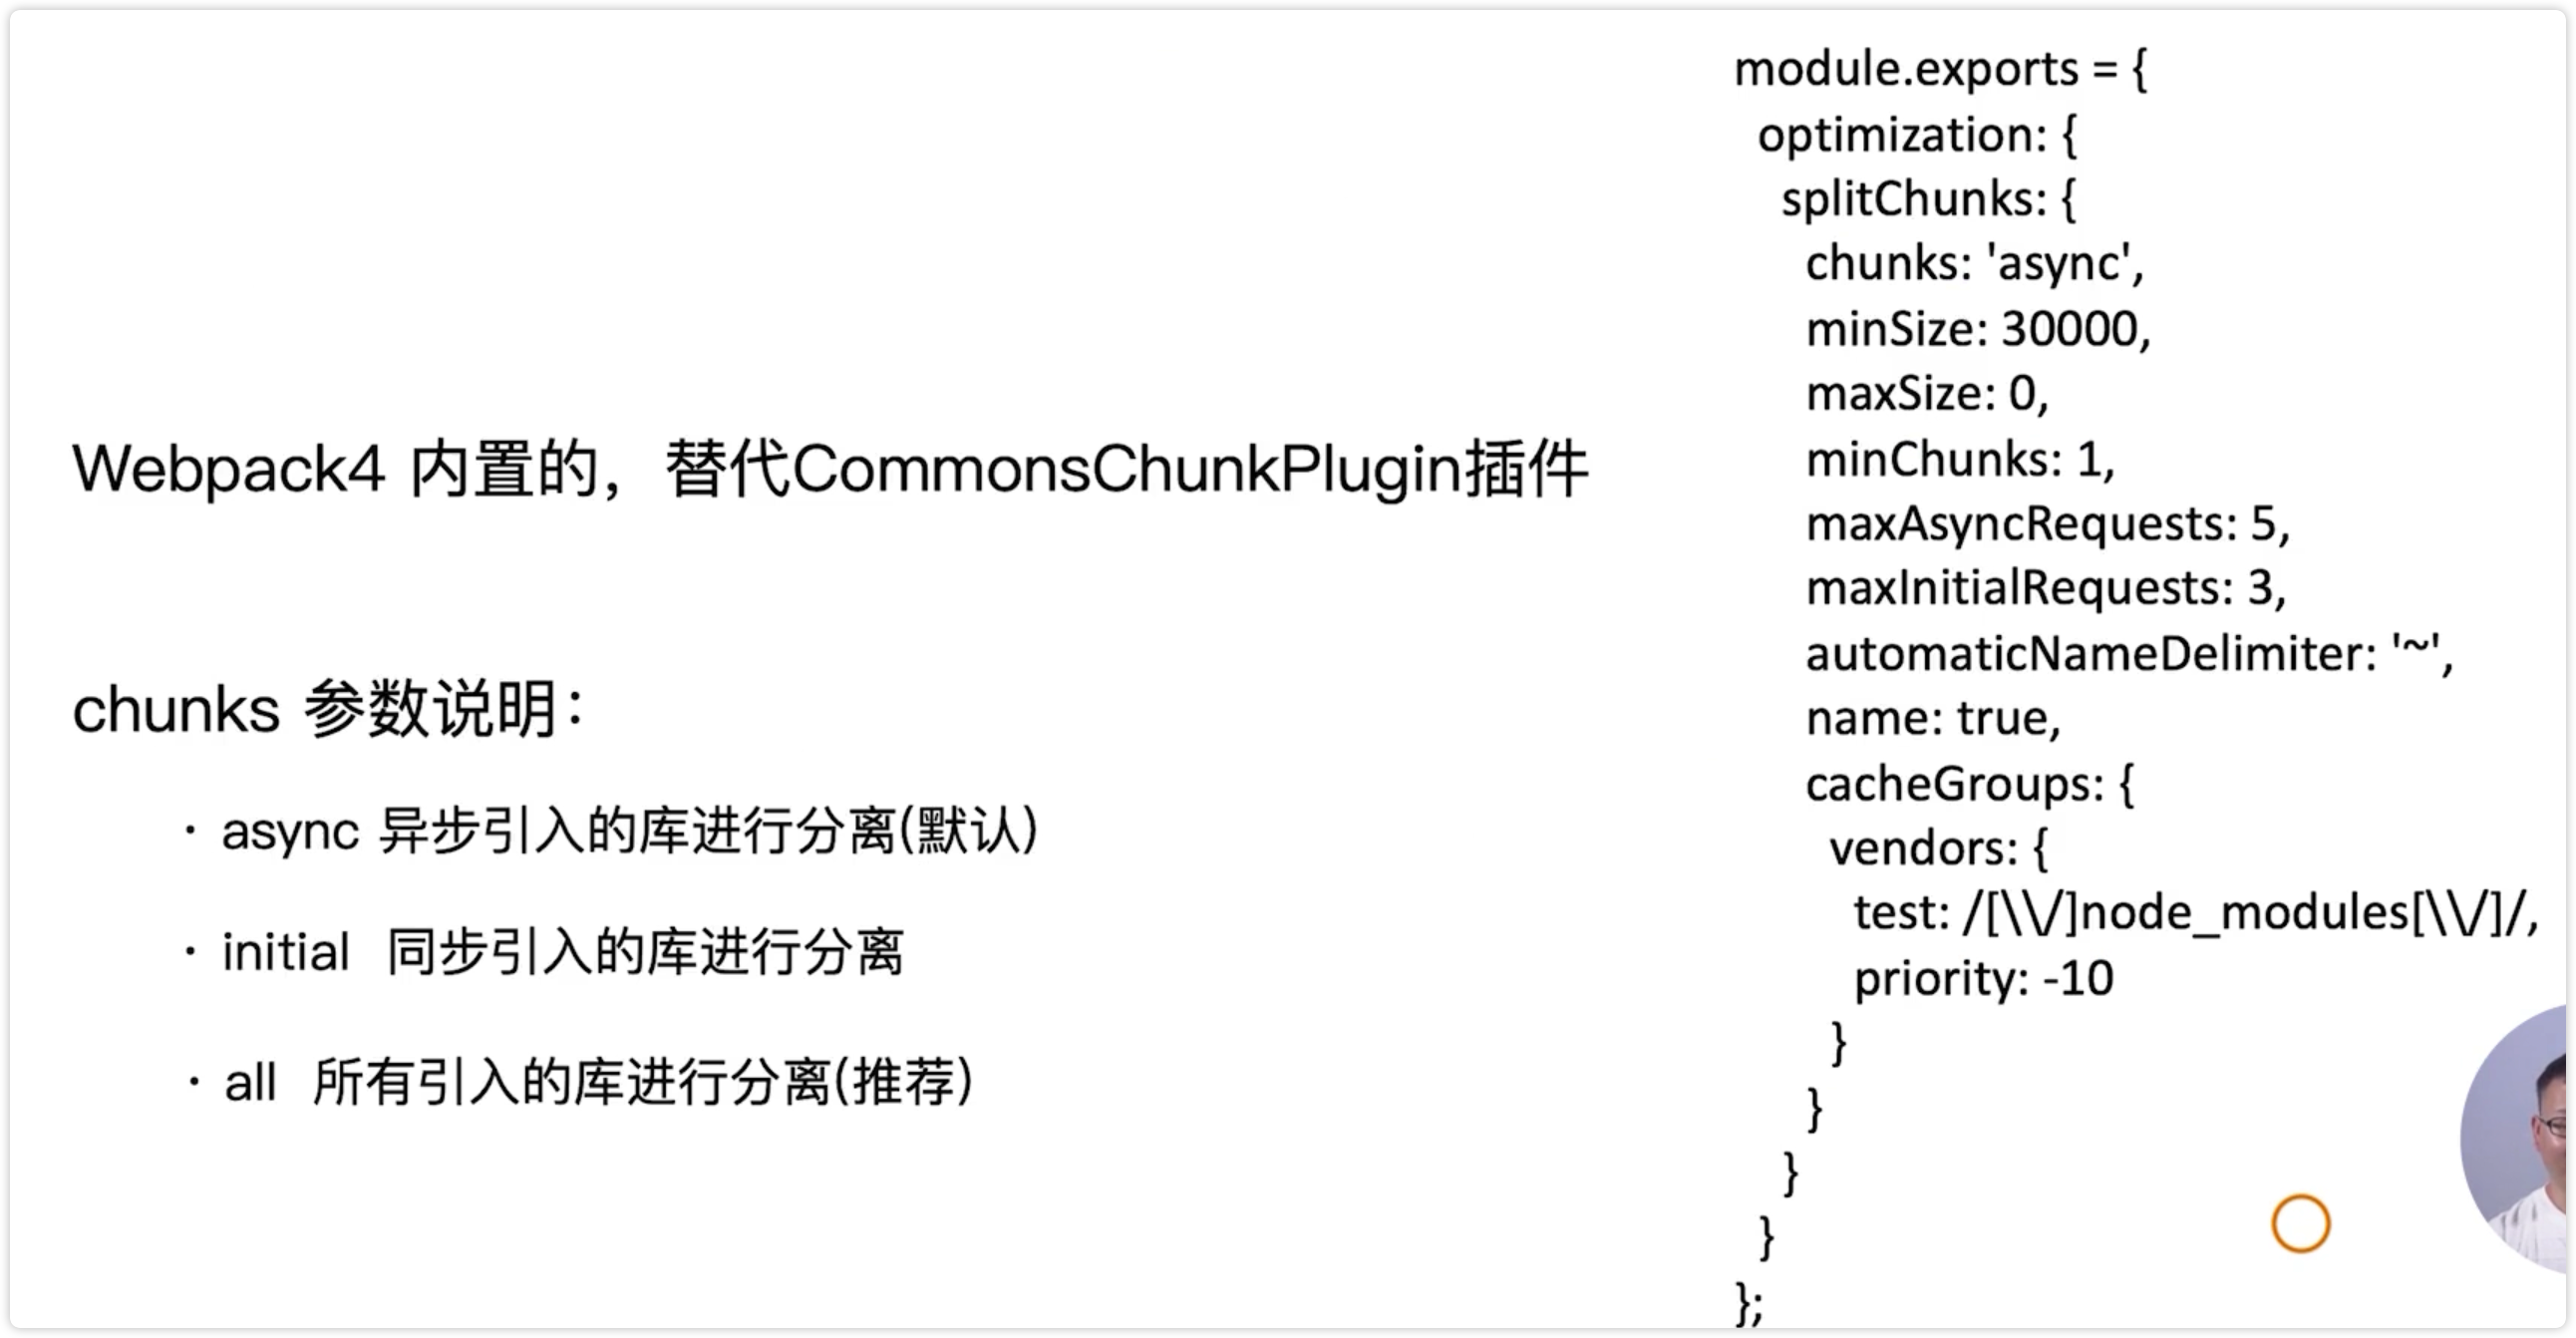 Webpack4 内置的，替代CommonsChunkPlugin插件
chunks 参数说明：
· async 异步引入的库进行分离(默认)
· initial 同步引入的库进行分离
· all 所有引入的库进行分离(推荐)
module.exports = {
optimization: {
splitChunks: {
chunks: 'async',
minSize: 30000,
maxSize: 0,
minChunks: 1,
maxAsyncRequests: 5,
maxInitialRequests: 3,
automaticNameDelimiter: '~',
name: true,
cacheGroups: {
vendors: {
test: /[\\/]node_modules[\\/]/,
priority: -10
}
}
}
}
};